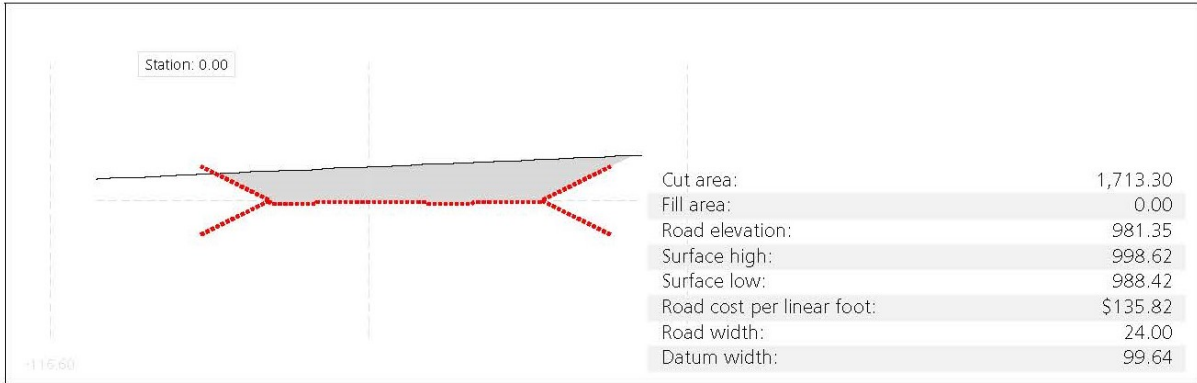 Station: 0.00
Cut area: 1,713.30
Fill area: 0.00
Road elevation: 981.35
Surface high: 998.62
Surface low: 988.42
Road cost per linear foot: $135.82
Road width: 24.00
Datum width: 99.64
-116.60